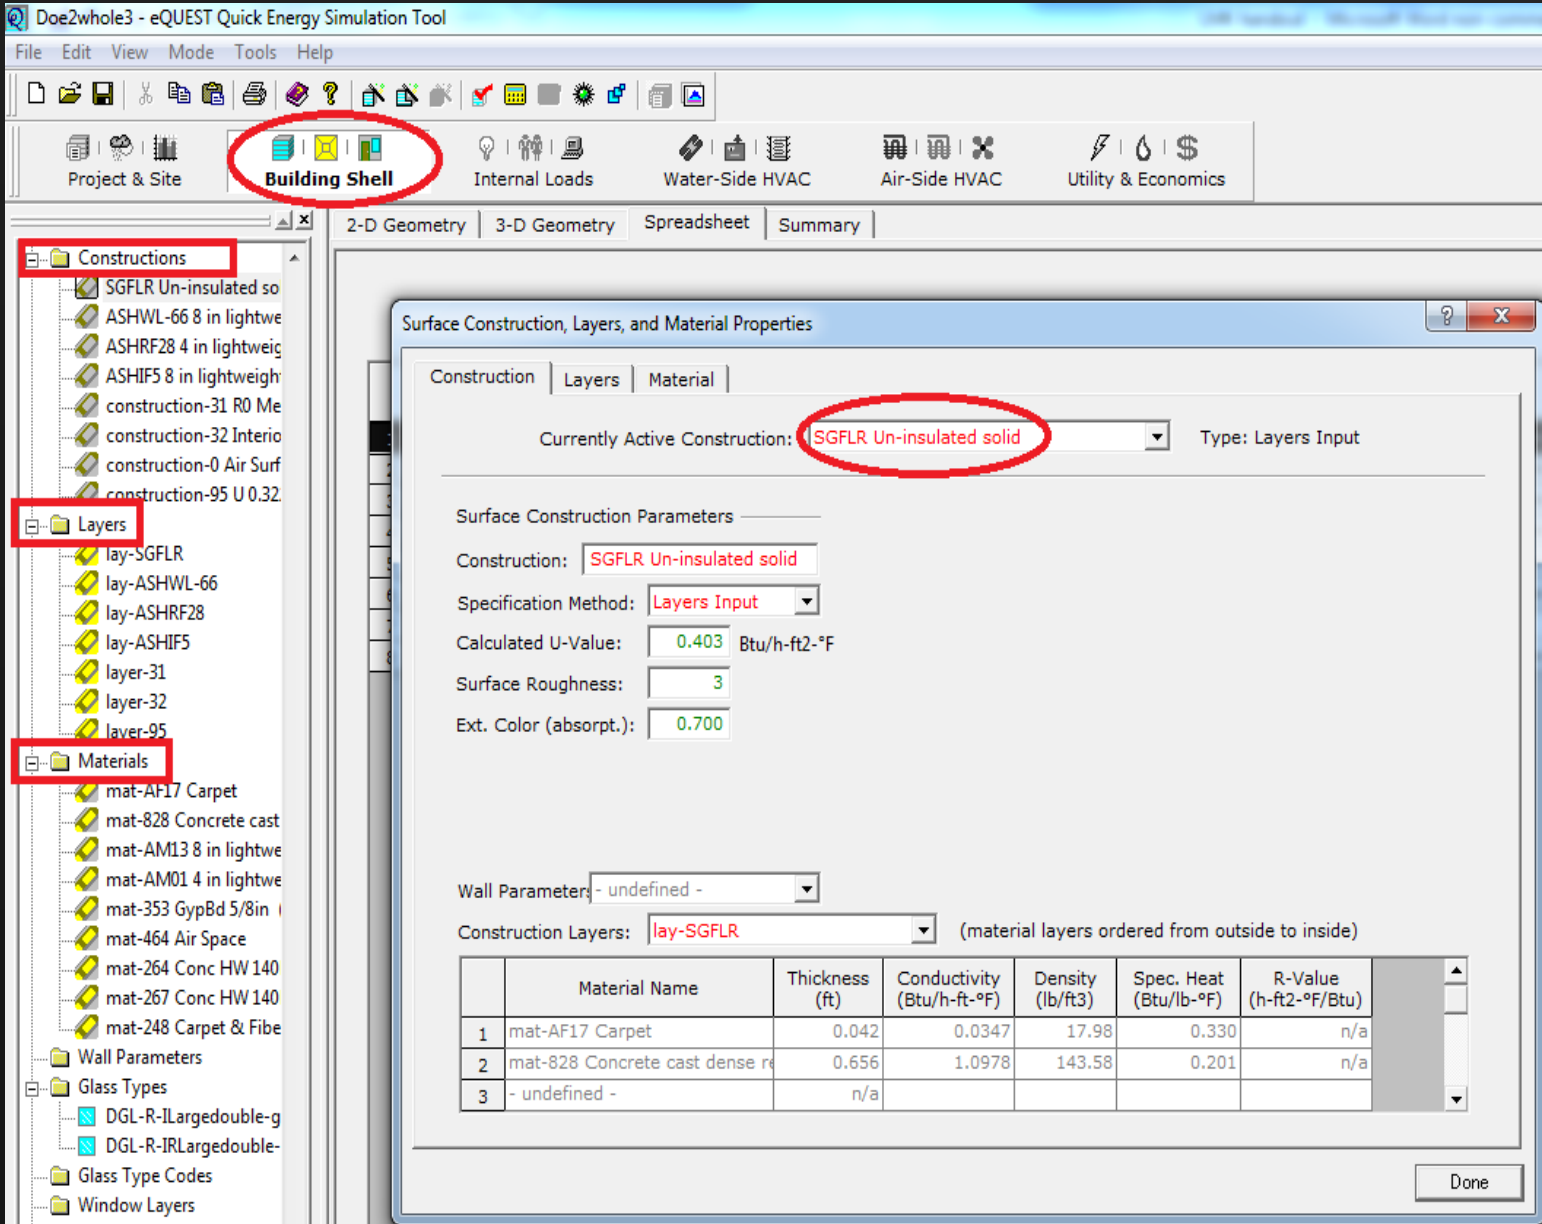 Doe2whole3 - eQUEST Quick Energy Simulation Tool
File Edit View Mode Tools Help
Project & Site Building Shell Internal Loads Water-Side HVAC Air-Side HVAC Utility & Economics
2-D Geometry 3-D Geometry Spreadsheet Summary
Constructions
SGFLR Un-insulated so
ASHWL-66 8 in lightwe
ASHRF28 4 in lightweig
ASHIF5 8 in lightweigh
construction-31 R0 Me
construction-32 Interio
construction-0 Air Surf
construction-95 U 0.32
Layers
lay-SGFLR
lay-ASHWL-66
lay-ASHRF28
lay-ASHIF5
layer-31
layer-32
layer-95
Materials
mat-AF17 Carpet
mat-828 Concrete cast
mat-AM13 8 in lightwe
mat-AM01 4 in lightwe
mat-353 GypBd 5/8in (
mat-464 Air Space
mat-264 Conc HW 140
mat-267 Conc HW 140
mat-248 Carpet & Fibe
Wall Parameters
Glass Types
DGL-R-ILargedouble-g
DGL-R-IRLargedouble-
Glass Type Codes
Window Layers
Surface Construction, Layers, and Material Properties
Construction Layers Material
Currently Active Construction: SGFLR Un-insulated solid Type: Layers Input
Surface Construction Parameters
Construction: SGFLR Un-insulated solid
Specification Method: Layers Input
Calculated U-Value: 0.403 Btu/h-ft2-°F
Surface Roughness: 3
Ext. Color (absorpt.): 0.700
Wall Parameters - undefined -
Construction Layers: lay-SGFLR (material layers ordered from outside to inside)
Material Name Thickness (ft) Conductivity (Btu/h-ft-°F) Density (lb/ft3) Spec. Heat (Btu/lb-°F) R-Value (h-ft2-°F/Btu)
1 mat-AF17 Carpet 0.042 0.0347 17.98 0.330 n/a
2 mat-828 Concrete cast dense re 0.656 1.0978 143.58 0.201 n/a
3 - undefined - n/a
Done